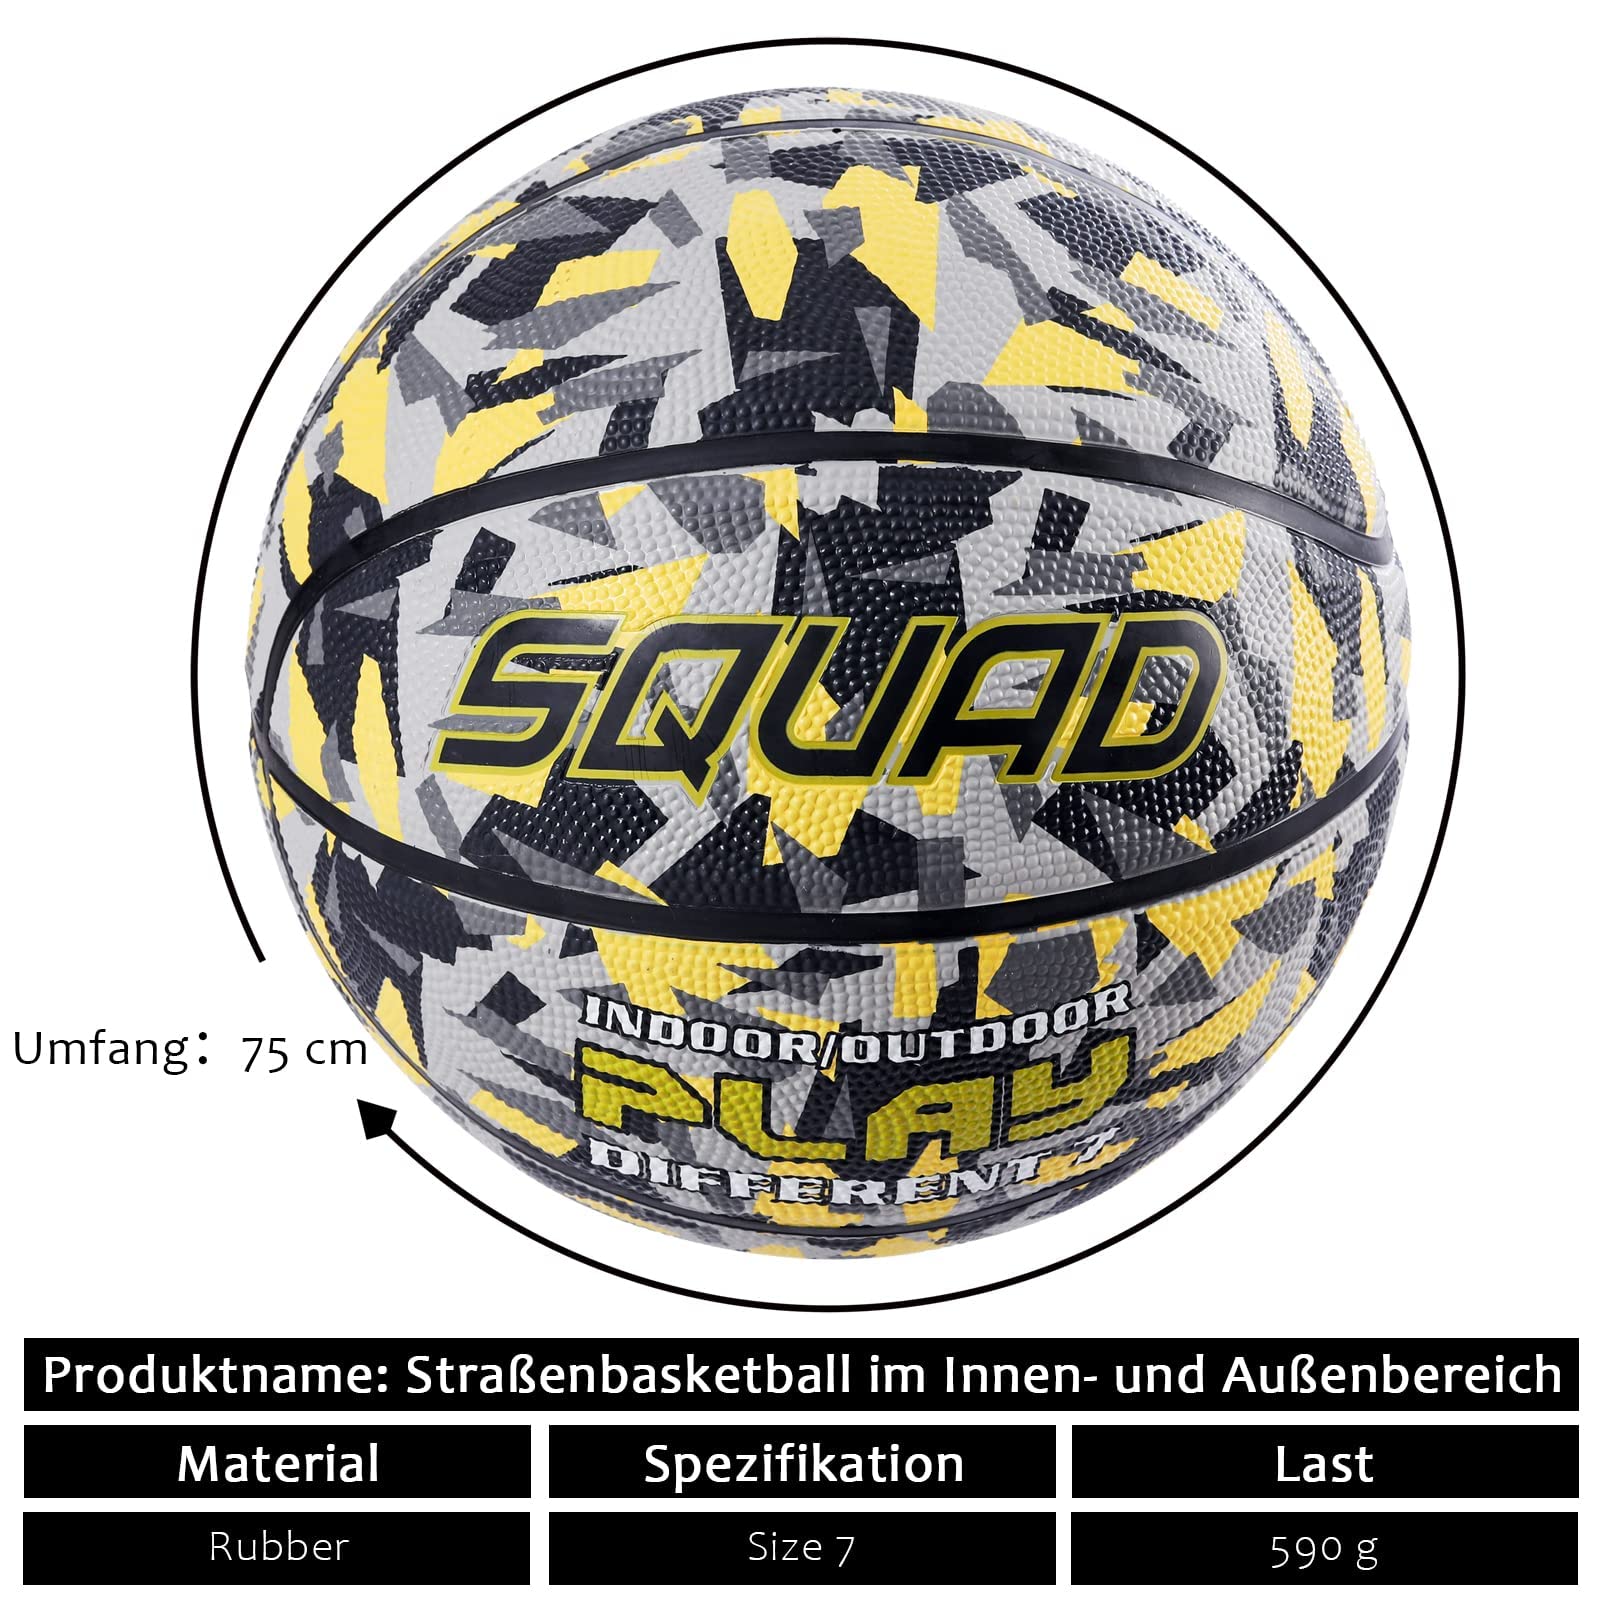 SQUAD
INDOOR/OUTDOOR
PLAY
DIFFERENT 7
Umfang: 75 cm
Produktname: Straßenbasketball im Innen- und Außenbereich
Material Spezifikation Last
Rubber Size 7 590 g